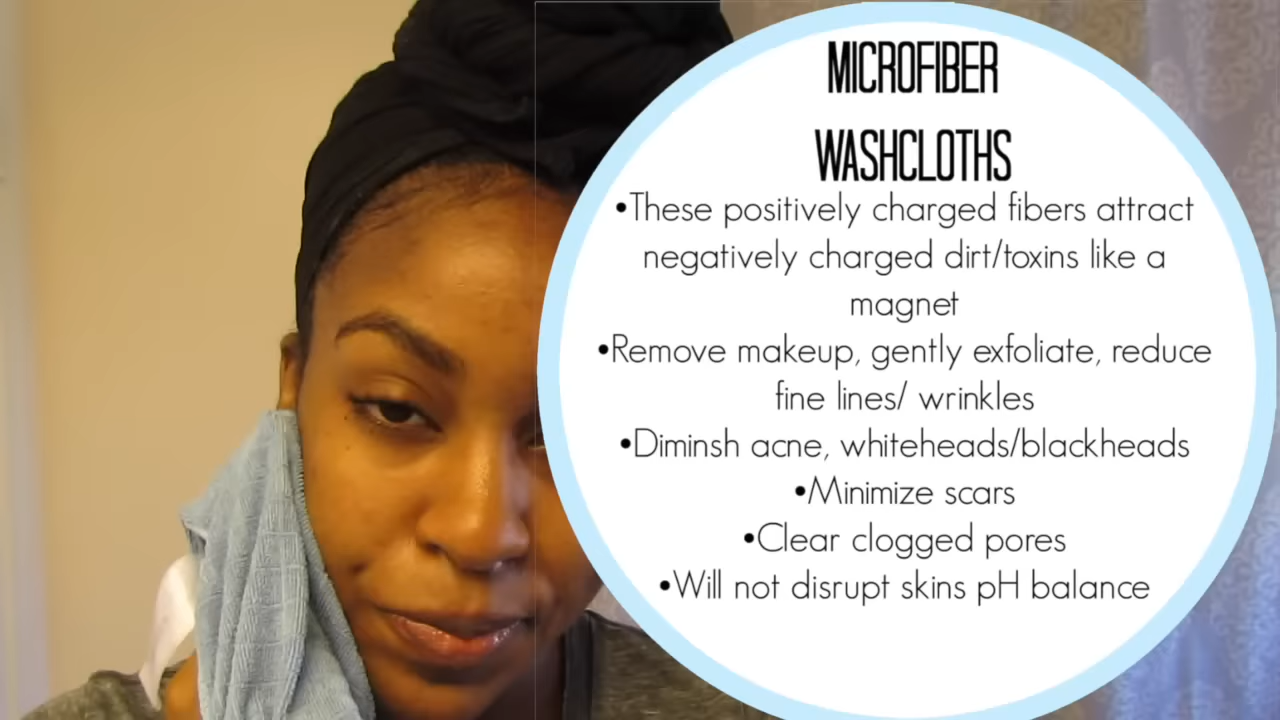 MICROFIBER
WASHCLOTHS
•These positively charged fibers attract
negatively charged dirt/toxins like a
magnet
•Remove makeup, gently exfoliate, reduce
fine lines/ wrinkles
•Diminsh acne, whiteheads/blackheads
•Minimize scars
•Clear clogged pores
•Will not disrupt skins pH balance